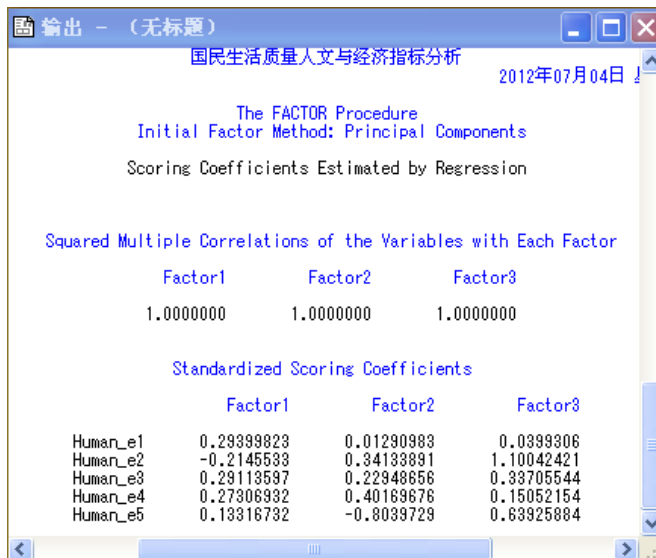 输出 - （无标题）
国民生活质量人文与经济指标分析
2012年07月04日
The FACTOR Procedure
Initial Factor Method: Principal Components
Scoring Coefficients Estimated by Regression
Squared Multiple Correlations of the Variables with Each Factor
Factor1 Factor2 Factor3
1.0000000 1.0000000 1.0000000
Standardized Scoring Coefficients
Factor1 Factor2 Factor3
Human_e1 0.29399823 0.01290983 0.0399306
Human_e2 -0.2145533 0.34133891 1.10042421
Human_e3 0.29113597 0.22948656 0.33705544
Human_e4 0.27306932 0.40169676 0.15052154
Human_e5 0.13316732 -0.8039729 0.63925884